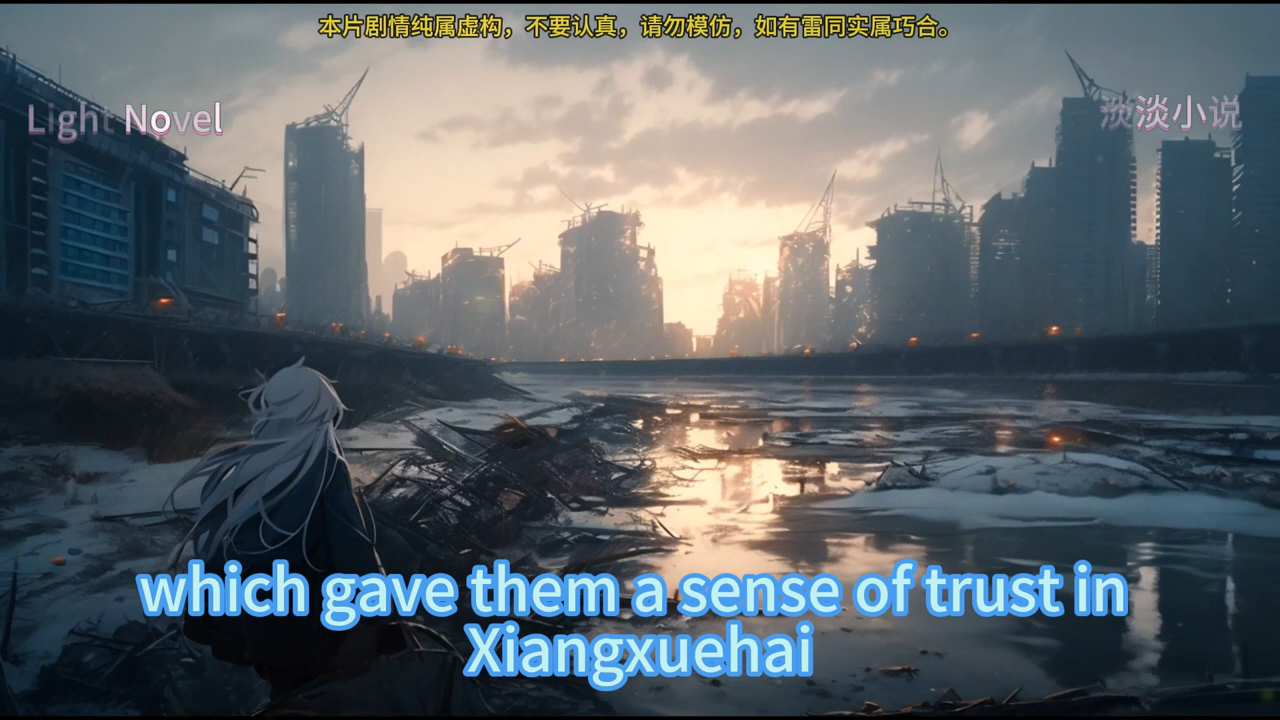 本片剧情纯属虚构，不要认真，请勿模仿，如有雷同实属巧合。
Light Novel
淡淡小说
which gave them a sense of trust in
Xiangxuehai